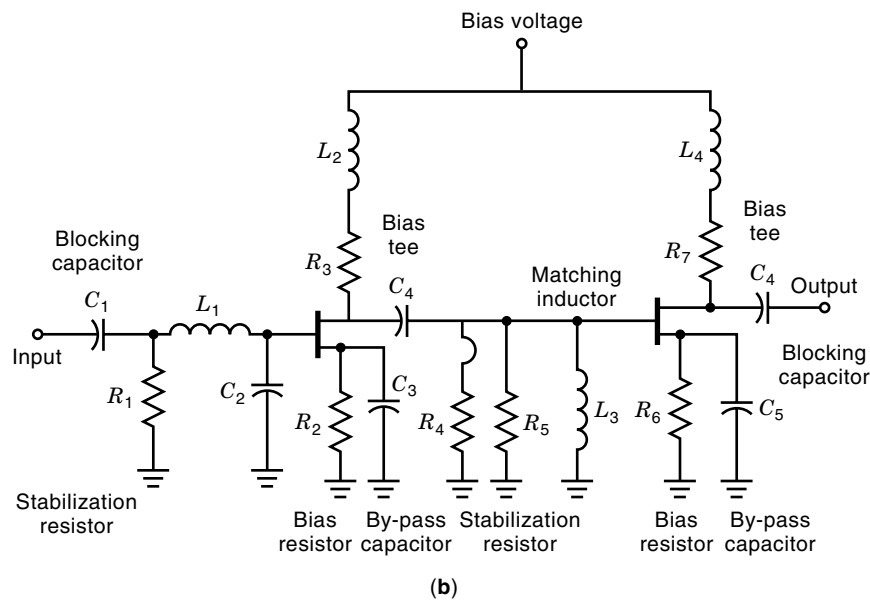 Bias voltage
L2
L4
Bias
tee
Bias
tee
Blocking
capacitor
R3
R7
Matching
inductor
C1
L1
C4
C4
Output
Input
Blocking
capacitor
R1
C2
C3
R2
R4
R5
L3
R6
C5
Stabilization
resistor
Bias
resistor
By-pass
capacitor
Stabilization
resistor
Bias
resistor
By-pass
capacitor
(b)